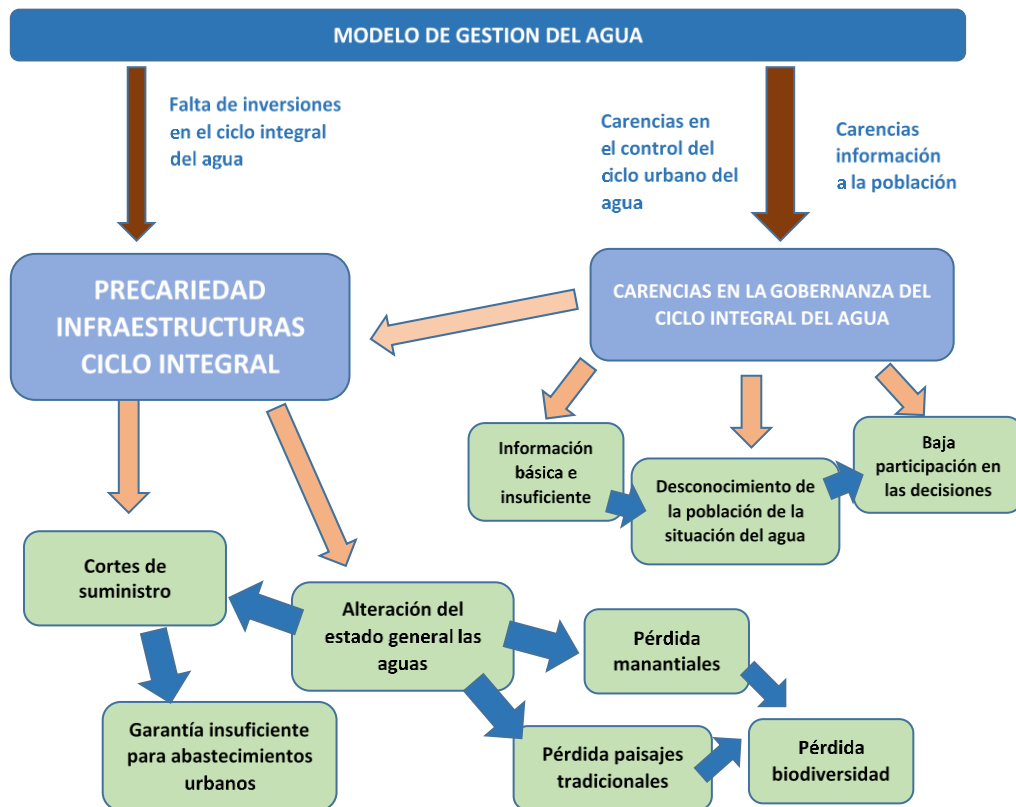 MODELO DE GESTION DEL AGUA
Falta de inversiones
en el ciclo integral
del agua
Carencias en
el control del
ciclo urbano del
agua
Carencias
información
a la población
PRECARIEDAD
INFRAESTRUCTURAS
CICLO INTEGRAL
CARENCIAS EN LA GOBERNANZA DEL
CICLO INTEGRAL DEL AGUA
Información
básica e
insuficiente
Desconocimiento de
la población de la
situación del agua
Baja
participación en
las decisiones
Cortes de
suministro
Alteración del
estado general las
aguas
Pérdida
manantiales
Garantía insuficiente
para abastecimientos
urbanos
Pérdida paisajes
tradicionales
Pérdida
biodiversidad